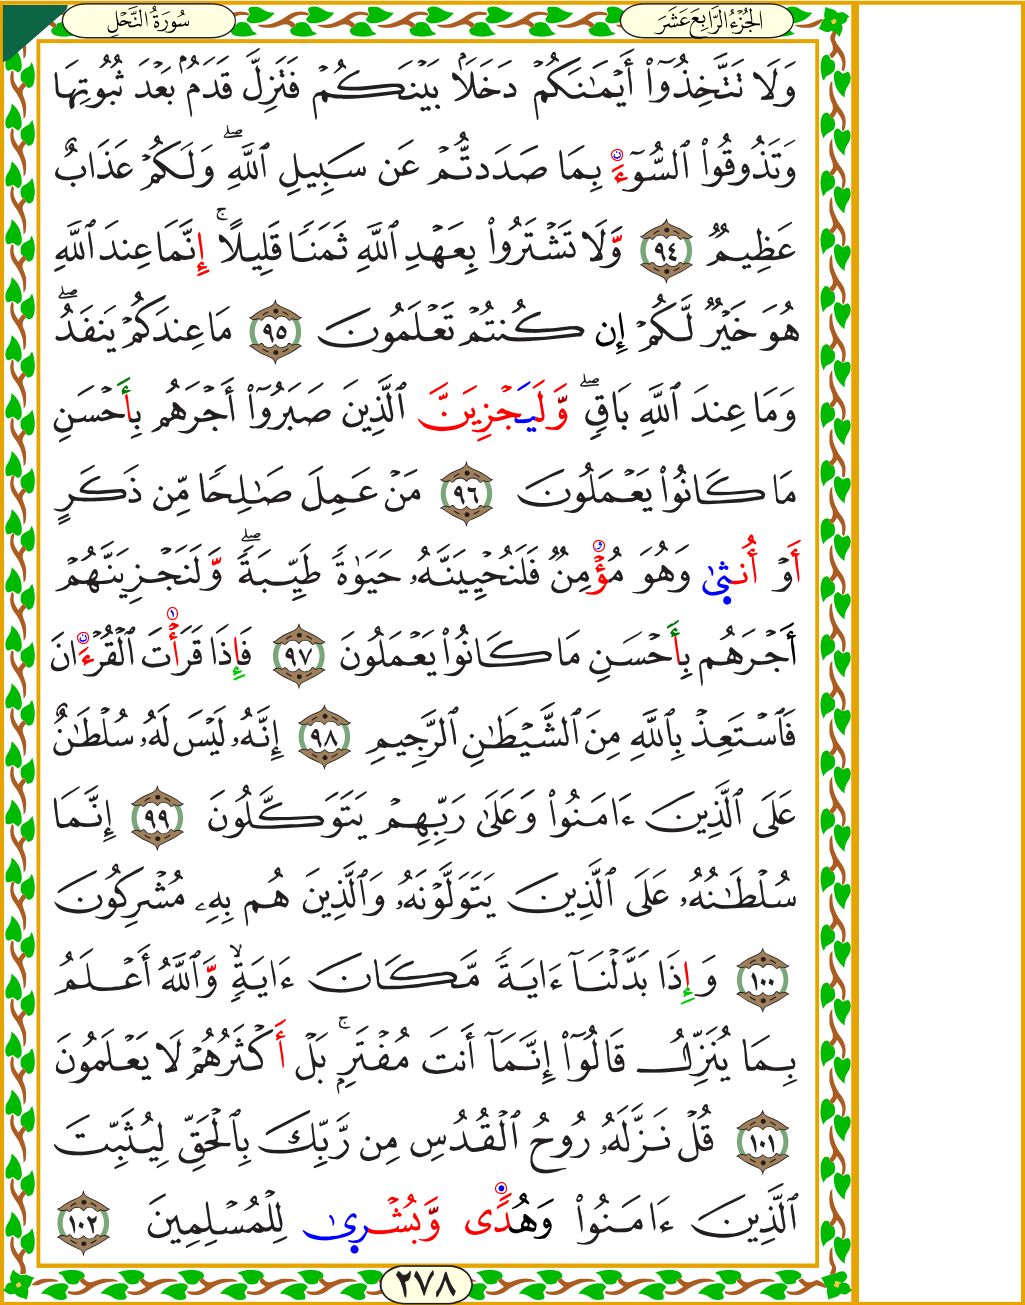 الجُزْءُ الرَّابِعَ عَشَرَ
سُورَةُ النَّحْلِ
وَلَا تَتَّخِذُوٓا۟ أَيْمَـٰنَكُمْ دَخَلَۢا بَيْنَكُمْ فَتَزِلَّ قَدَمٌۢ بَعْدَ ثُبُوتِهَا
وَتَذُوقُوا۟ ٱلسُّوٓءَ بِمَا صَدَدتُّمْ عَن سَبِيلِ ٱللَّهِ ۖ وَلَكُمْ عَذَابٌ
عَظِيمٌ ٩٤ وَّلَا تَشْتَرُوا۟ بِعَهْدِ ٱللَّهِ ثَمَنًا قَلِيلًا ۚ إِنَّمَا عِندَ ٱللَّهِ
هُوَ خَيْرٌ لَّكُمْ إِن كُنتُمْ تَعْلَمُونَ ٩٥ مَا عِندَكُمْ يَنفَدُ ۖ
وَمَا عِندَ ٱللَّهِ بَاقٍ ۖ وَّلَيَجْزِيَنَّ ٱلَّذِينَ صَبَرُوٓا۟ أَجْرَهُم بِأَحْسَنِ
مَا كَانُوا۟ يَعْمَلُونَ ٩٦ مَنْ عَمِلَ صَـٰلِحًا مِّن ذَكَرٍ
أَوْ أُنثَىٰ وَهُوَ مُؤْمِنٌ فَلَنُحْيِيَنَّهُۥ حَيَوٰةً طَيِّبَةً ۖ وَّلَنَجْزِيَنَّهُمْ
أَجْرَهُم بِأَحْسَنِ مَا كَانُوا۟ يَعْمَلُونَ ٩٧ فَإِذَا قَرَأْتَ ٱلْقُرْءَانَ
فَٱسْتَعِذْ بِٱللَّهِ مِنَ ٱلشَّيْطَـٰنِ ٱلرَّجِيمِ ٩٨ إِنَّهُۥ لَيْسَ لَهُۥ سُلْطَـٰنٌ
عَلَى ٱلَّذِينَ ءَامَنُوا۟ وَعَلَىٰ رَبِّهِمْ يَتَوَكَّلُونَ ٩٩ إِنَّمَا
سُلْطَـٰنُهُۥ عَلَى ٱلَّذِينَ يَتَوَلَّوْنَهُۥ وَٱلَّذِينَ هُم بِهِۦ مُشْرِكُونَ
١٠٠ وَإِذَا بَدَّلْنَآ ءَايَةً مَّكَانَ ءَايَةٍ ۙ وَّٱللَّهُ أَعْلَمُ
بِمَا يُنَزِّلُ قَالُوٓا۟ إِنَّمَآ أَنتَ مُفْتَرٍۭ ۚ بَلْ أَكْثَرُهُمْ لَا يَعْلَمُونَ
١٠١ قُلْ نَزَّلَهُۥ رُوحُ ٱلْقُدُسِ مِن رَّبِّكَ بِٱلْحَقِّ لِيُثَبِّتَ
ٱلَّذِينَ ءَامَنُوا۟ وَهُدًى وَّبُشْرِىٰ لِلْمُسْلِمِينَ ١٠٢
٢٧٨